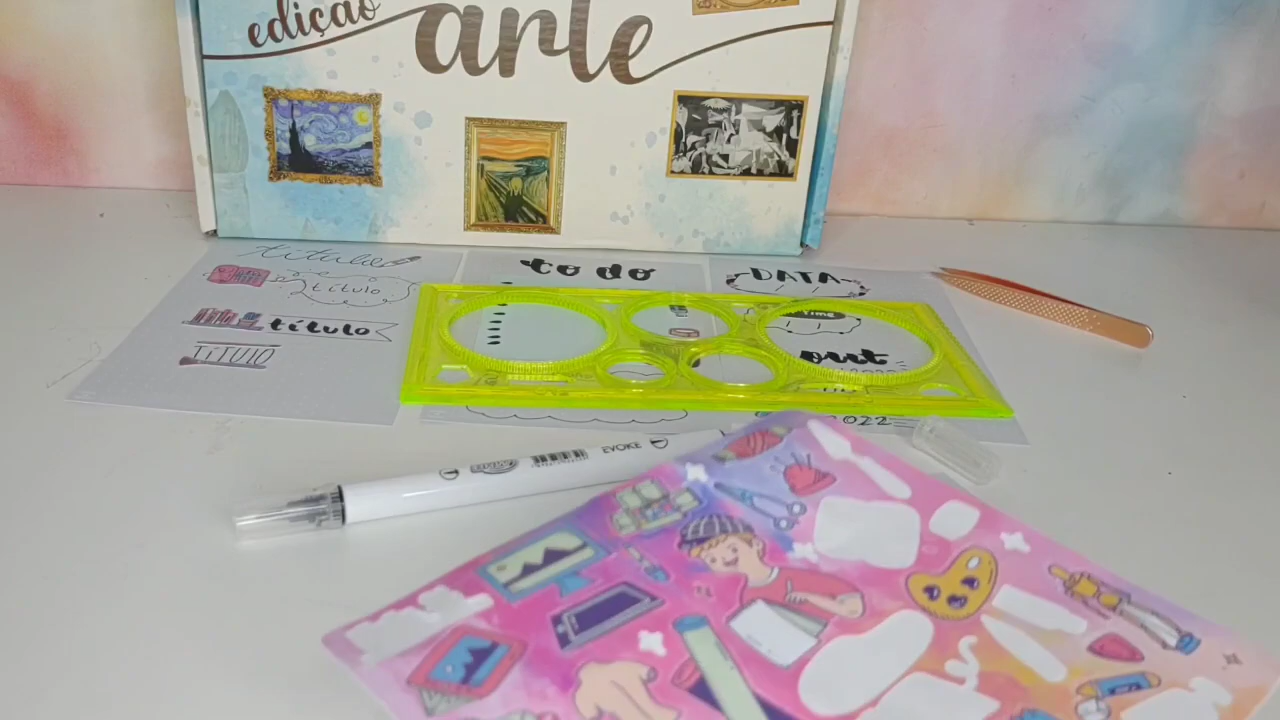 edição
arte
título
to do
DATA
título
Time
título
TÍTULO
out
2022
EVOKE